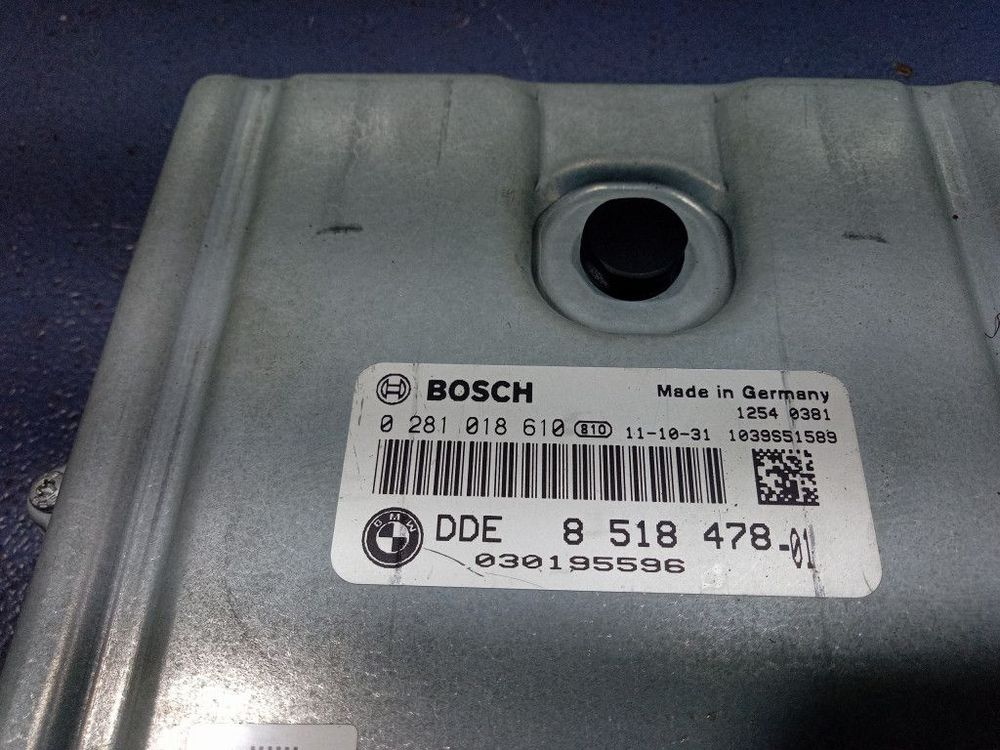 BOSCH
Made in Germany
1254 0381
0 281 018 610 810 11-10-31 1039S51589
BMW DDE 8 518 478-01
030195596